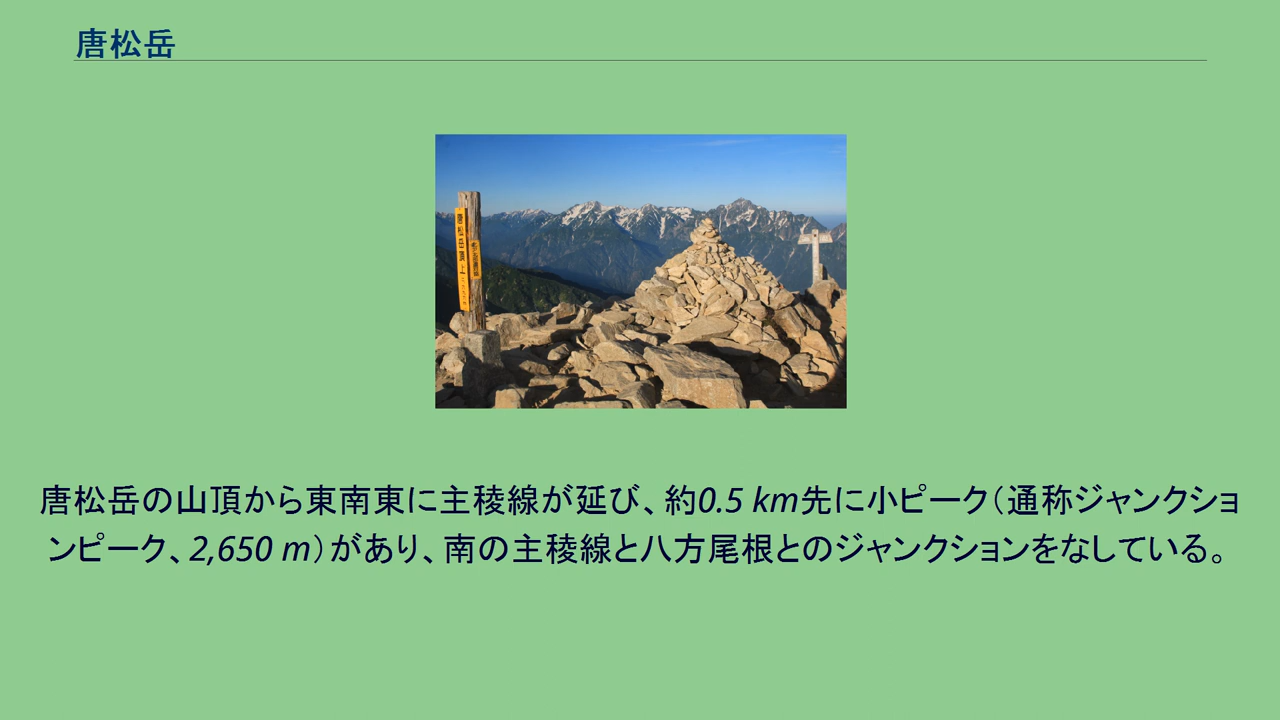 唐松岳
唐松岳の山頂から東南東に主稜線が延び、約0.5 km先に小ピーク（通称ジャンクショ
ンピーク、2,650 m）があり、南の主稜線と八方尾根とのジャンクションをなしている。